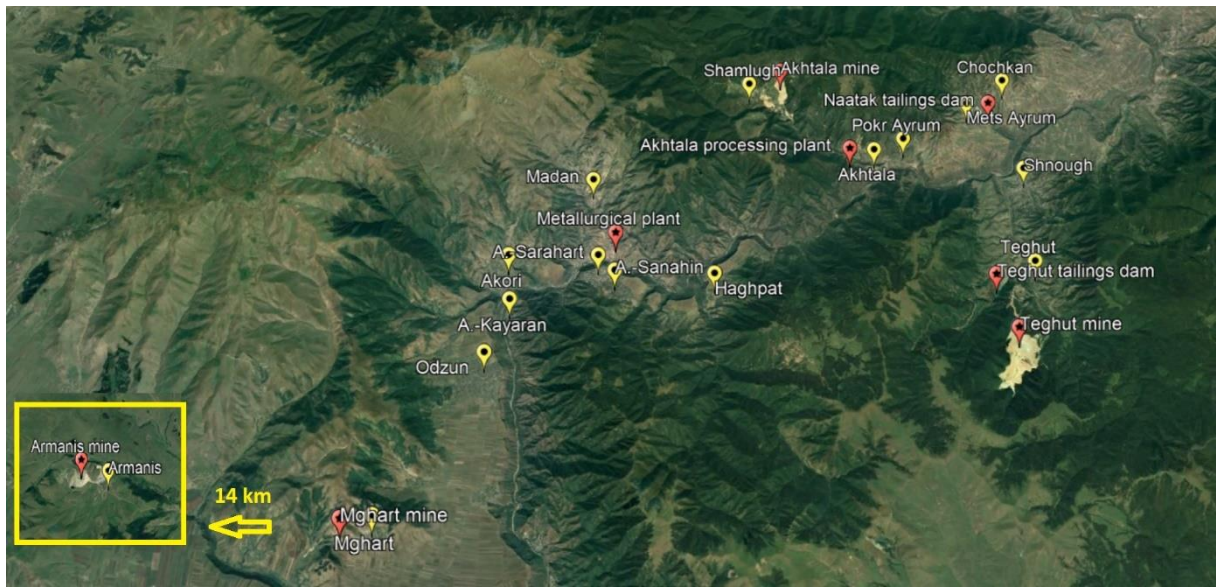 Shamlugh
Akhtala mine
Chochkan
Naatak tailings dam
Mets Ayrum
Pokr Ayrum
Akhtala processing plant
Akhtala
Shnough
Madan
Metallurgical plant
A.-Sarahart
A.-Sanahin
Akori
Haghpat
Teghut
Teghut tailings dam
A.-Kayaran
Teghut mine
Odzun
Armanis mine
Armanis
14 km
Mghart mine
Mghart